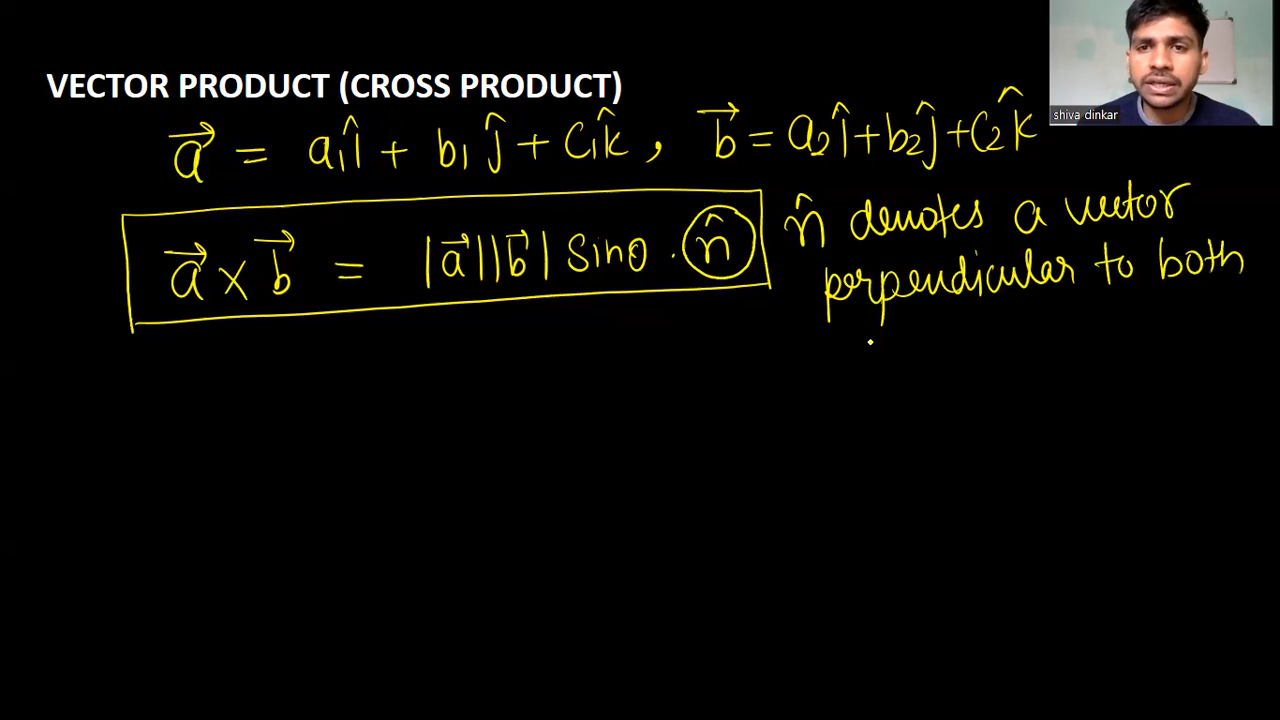 shiva dinkar
VECTOR PRODUCT (CROSS PRODUCT)
a⃗ = a₁î + b₁ĵ + c₁k̂ , b⃗ = a₂î + b₂ĵ + c₂k̂
a⃗ × b⃗ = |a⃗||b⃗| sinθ . n̂
n̂ denotes a vector
perpendicular to both